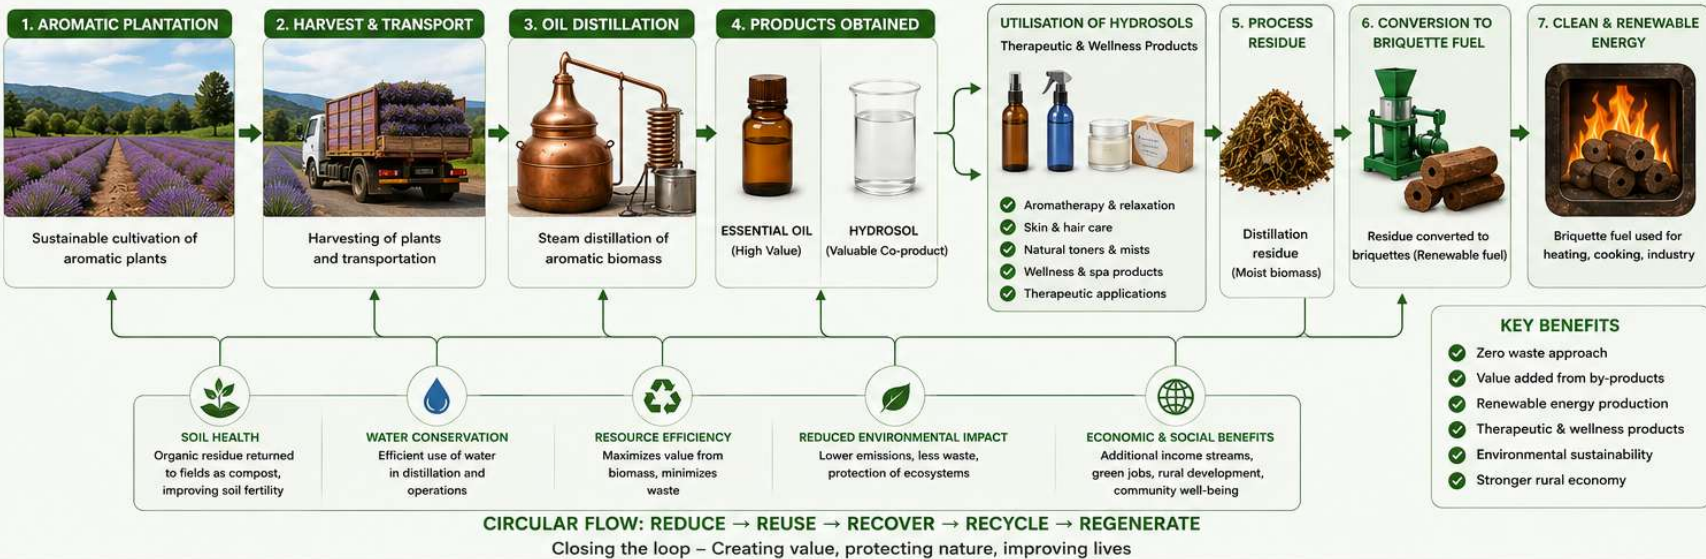 1. AROMATIC PLANTATION
Sustainable cultivation of
aromatic plants
2. HARVEST & TRANSPORT
Harvesting of plants
and transportation
3. OIL DISTILLATION
Steam distillation of
aromatic biomass
4. PRODUCTS OBTAINED
ESSENTIAL OIL
(High Value)
HYDROSOL
(Valuable Co-product)
UTILISATION OF HYDROSOLS
Therapeutic & Wellness Products
Aromatherapy & relaxation
Skin & hair care
Natural toners & mists
Wellness & spa products
Therapeutic applications
5. PROCESS
RESIDUE
Distillation
residue
(Moist biomass)
6. CONVERSION TO
BRIQUETTE FUEL
Residue converted to
briquettes (Renewable fuel)
7. CLEAN & RENEWABLE
ENERGY
Briquette fuel used for
heating, cooking, industry
SOIL HEALTH
Organic residue returned
to fields as compost,
improving soil fertility
WATER CONSERVATION
Efficient use of water
in distillation and
operations
RESOURCE EFFICIENCY
Maximizes value from
biomass, minimizes
waste
REDUCED ENVIRONMENTAL IMPACT
Lower emissions, less waste,
protection of ecosystems
ECONOMIC & SOCIAL BENEFITS
Additional income streams,
green jobs, rural development,
community well-being
KEY BENEFITS
Zero waste approach
Value added from by-products
Renewable energy production
Therapeutic & wellness products
Environmental sustainability
Stronger rural economy
CIRCULAR FLOW: REDUCE → REUSE → RECOVER → RECYCLE → REGENERATE
Closing the loop – Creating value, protecting nature, improving lives